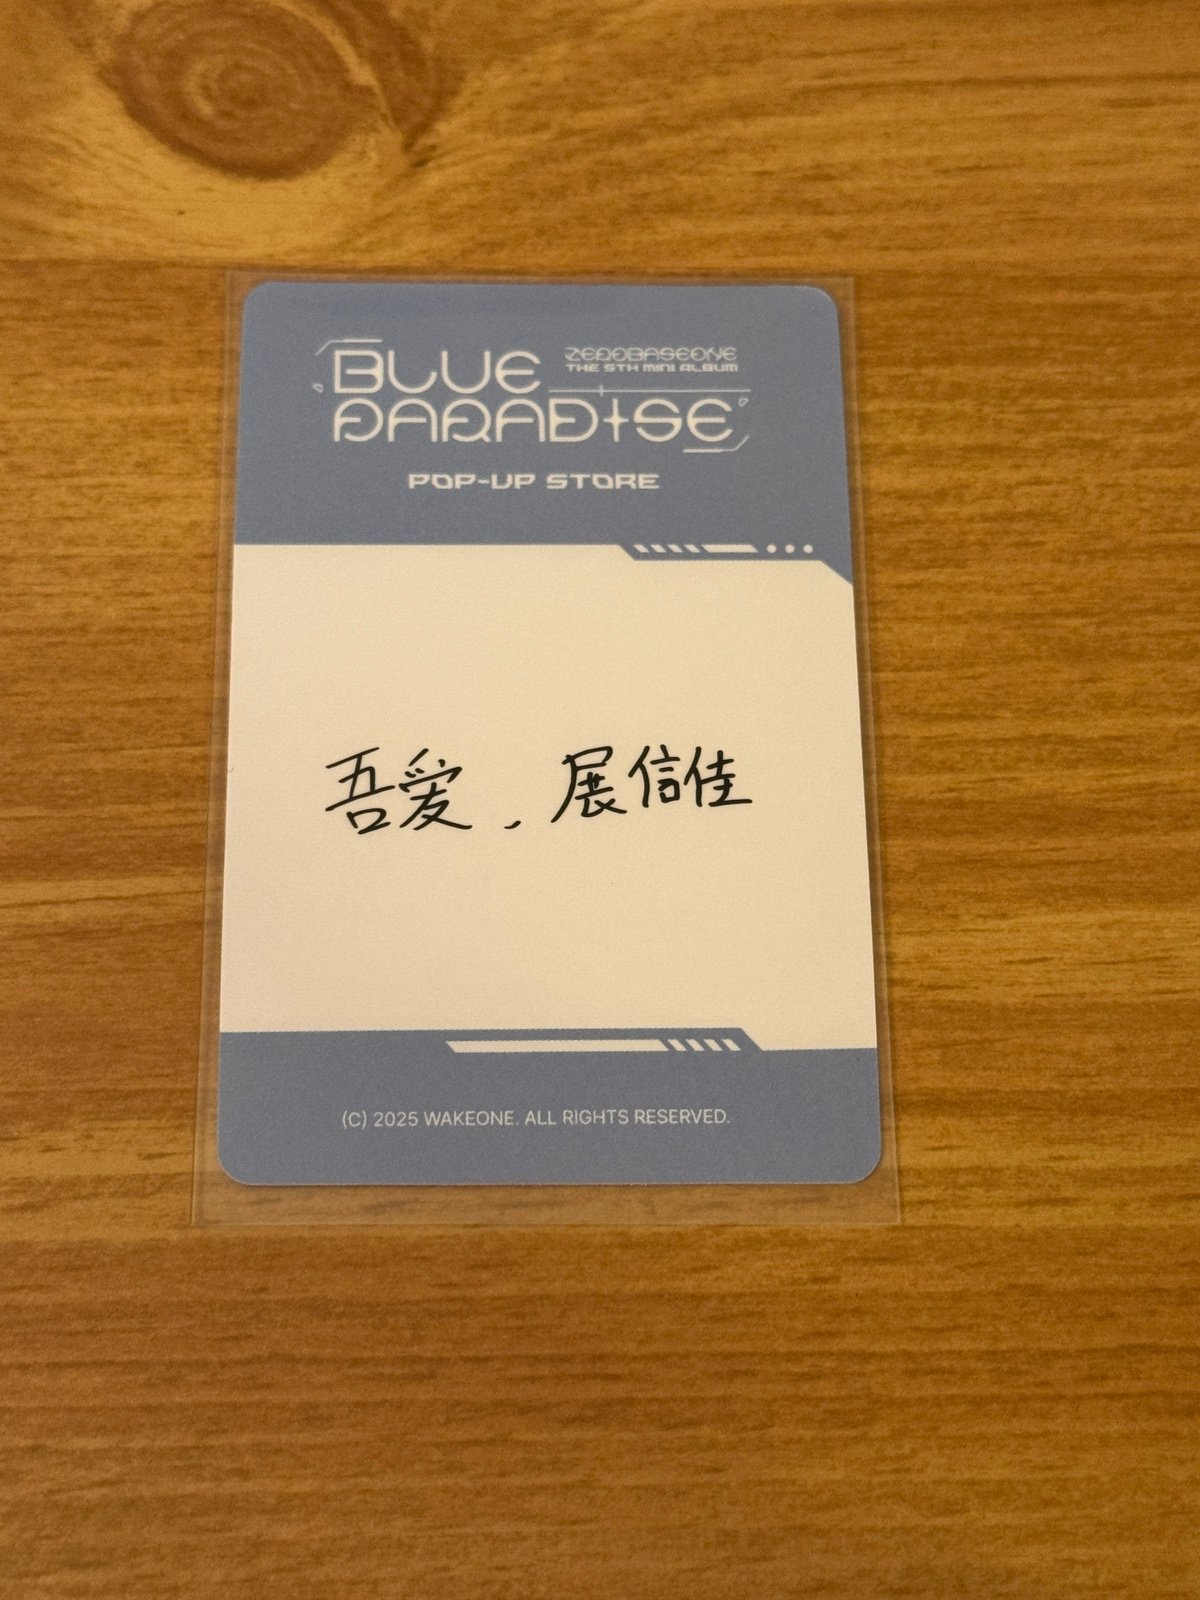 BLUE
PARADISE
ZEROBASEONE
THE 5TH MINI ALBUM
POP-UP STORE
吾爱，展信佳
(C) 2025 WAKEONE. ALL RIGHTS RESERVED.